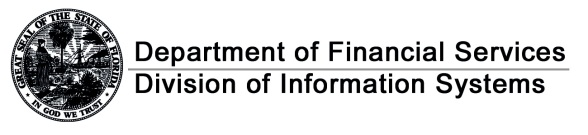 GREAT SEAL OF THE STATE OF FLORIDA
IN GOD WE TRUST
Department of Financial Services
Division of Information Systems